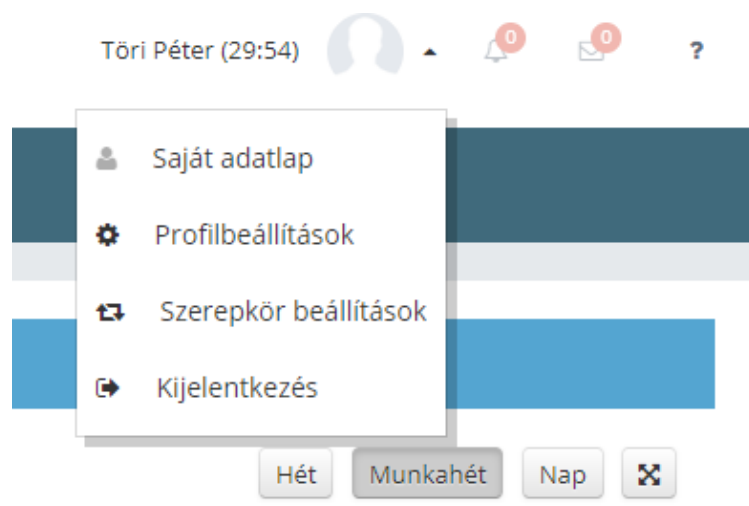 Töri Péter (29:54) 0 0 ?
Saját adatlap
Profilbeállítások
Szerepkör beállítások
Kijelentkezés
Hét Munkahét Nap